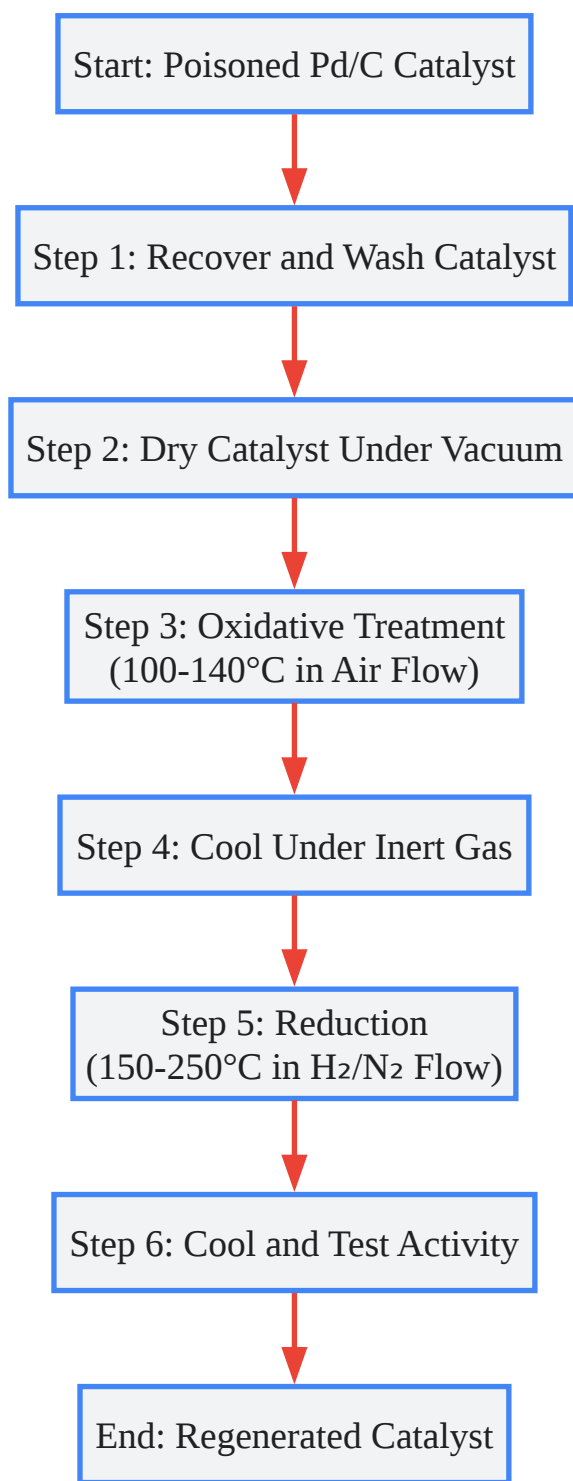 Start: Poisoned Pd/C Catalyst
Step 1: Recover and Wash Catalyst
Step 2: Dry Catalyst Under Vacuum
Step 3: Oxidative Treatment
(100-140°C in Air Flow)
Step 4: Cool Under Inert Gas
Step 5: Reduction
(150-250°C in H₂/N₂ Flow)
Step 6: Cool and Test Activity
End: Regenerated Catalyst